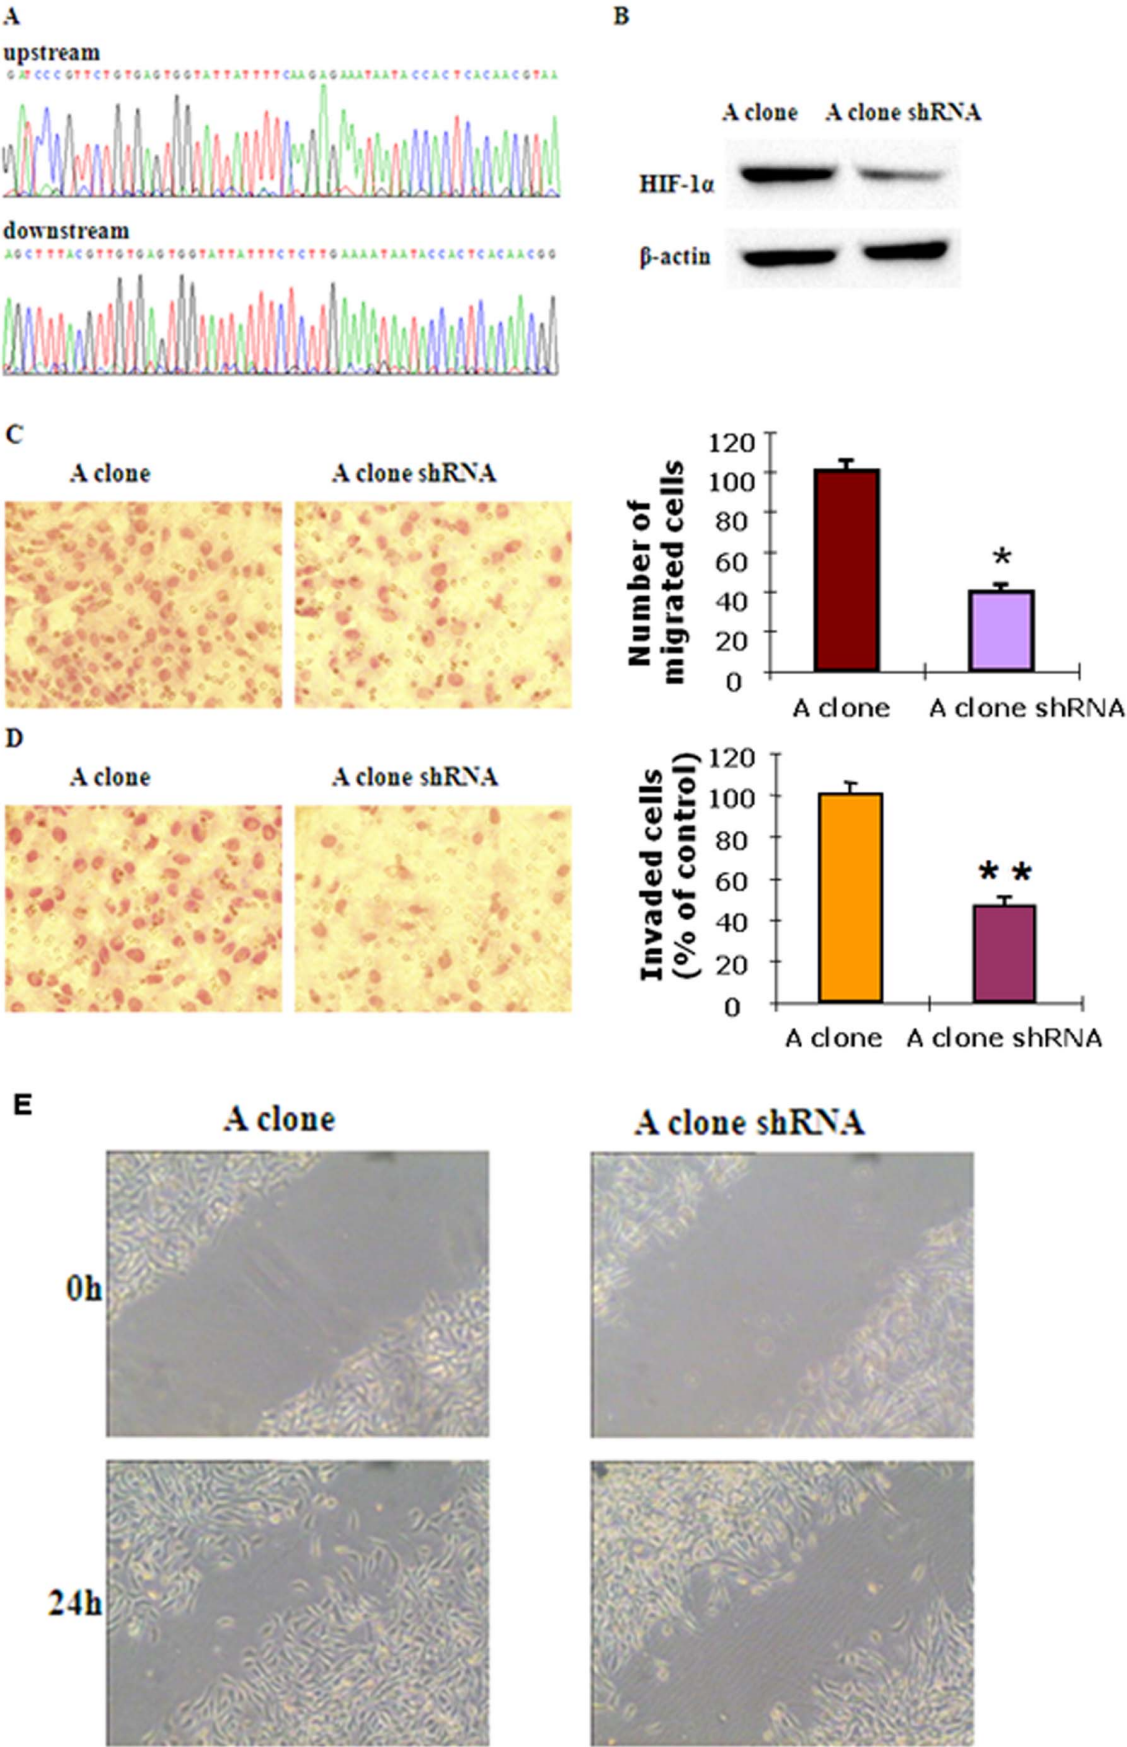 A
upstream
GATCCCGTTCTGTGAGTGGTATTATTTTCAAGAGAAATAATACCACTCACAACGTAA
downstream
AGCTTTACGTTGTGAGTGGTATTATTTCTCTTGAAAATAATACCACTCACAACGG
B
A clone A clone shRNA
HIF-1α
β-actin
C
A clone A clone shRNA
Number of
migrated cells
120
100
80
60
40
20
0
*
A clone A clone shRNA
D
A clone A clone shRNA
Invaded cells
(% of control)
120
100
80
60
40
20
0
* *
A clone A clone shRNA
E
A clone A clone shRNA
0h
24h